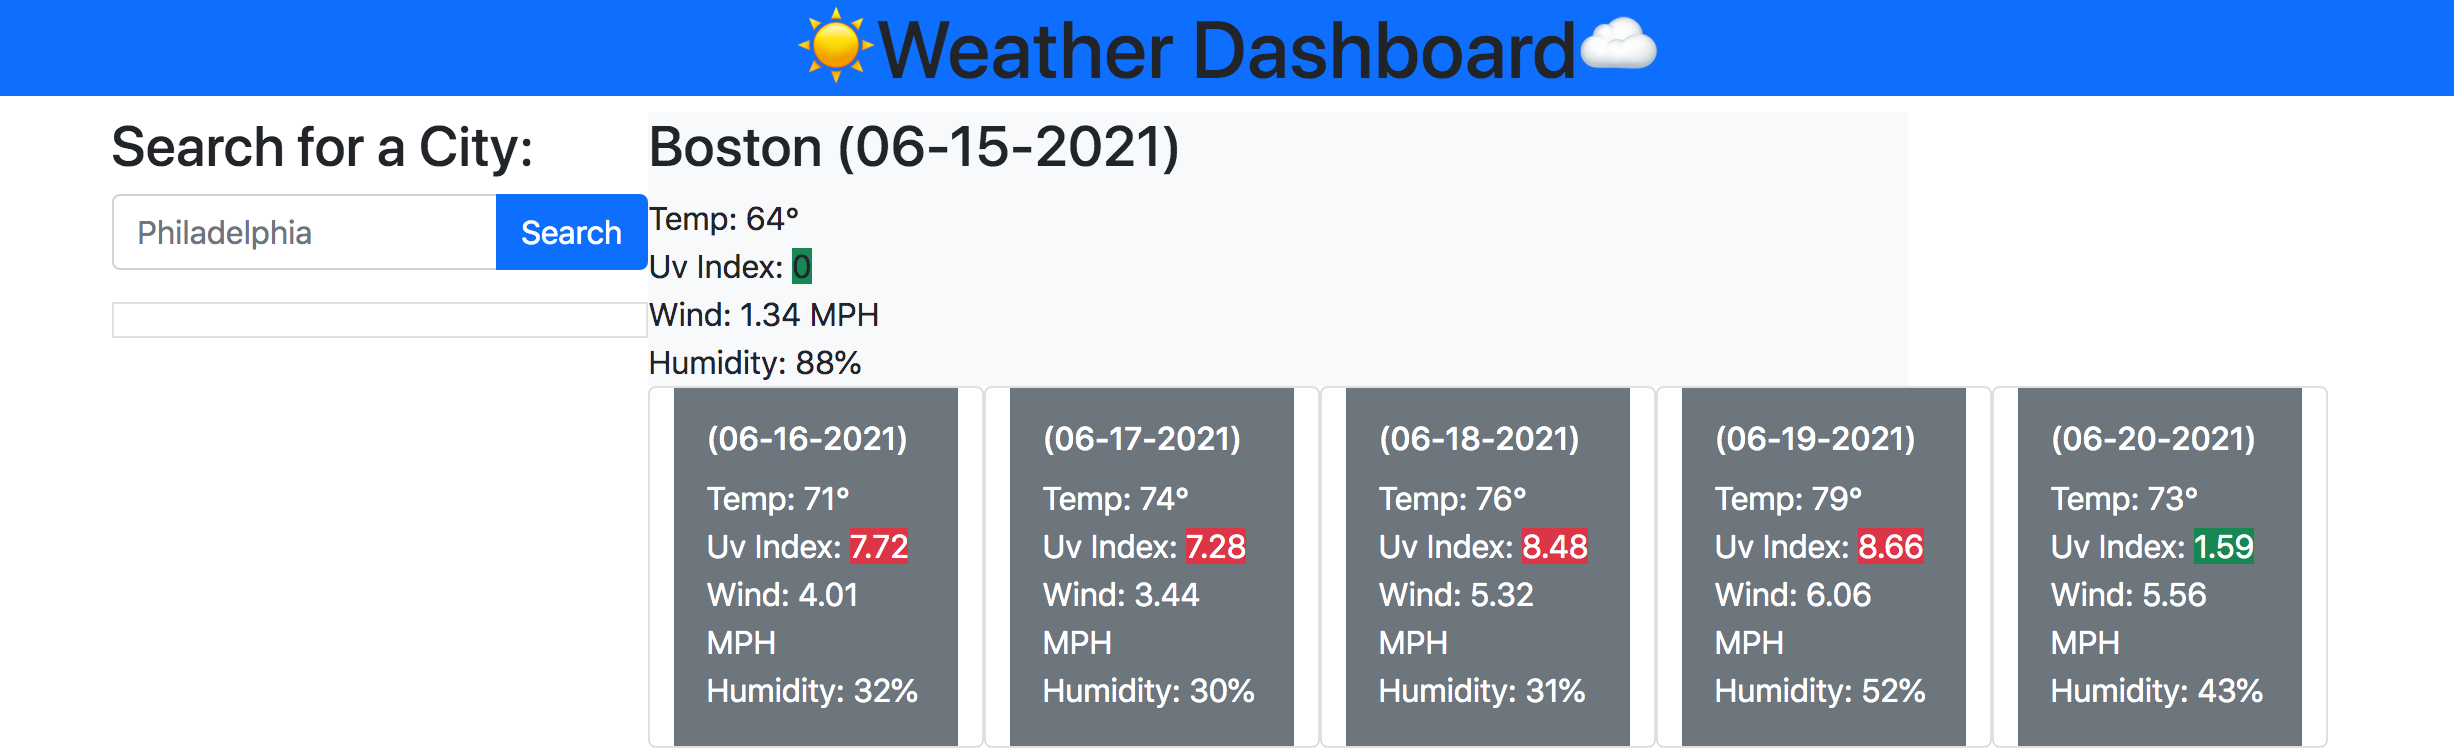 Weather Dashboard
Search for a City:
Philadelphia
Search
Boston (06-15-2021)
Temp: 64°
Uv Index: 0
Wind: 1.34 MPH
Humidity: 88%
(06-16-2021)
Temp: 71°
Uv Index: 7.72
Wind: 4.01
MPH
Humidity: 32%
(06-17-2021)
Temp: 74°
Uv Index: 7.28
Wind: 3.44
MPH
Humidity: 30%
(06-18-2021)
Temp: 76°
Uv Index: 8.48
Wind: 5.32
MPH
Humidity: 31%
(06-19-2021)
Temp: 79°
Uv Index: 8.66
Wind: 6.06
MPH
Humidity: 52%
(06-20-2021)
Temp: 73°
Uv Index: 1.59
Wind: 5.56
MPH
Humidity: 43%